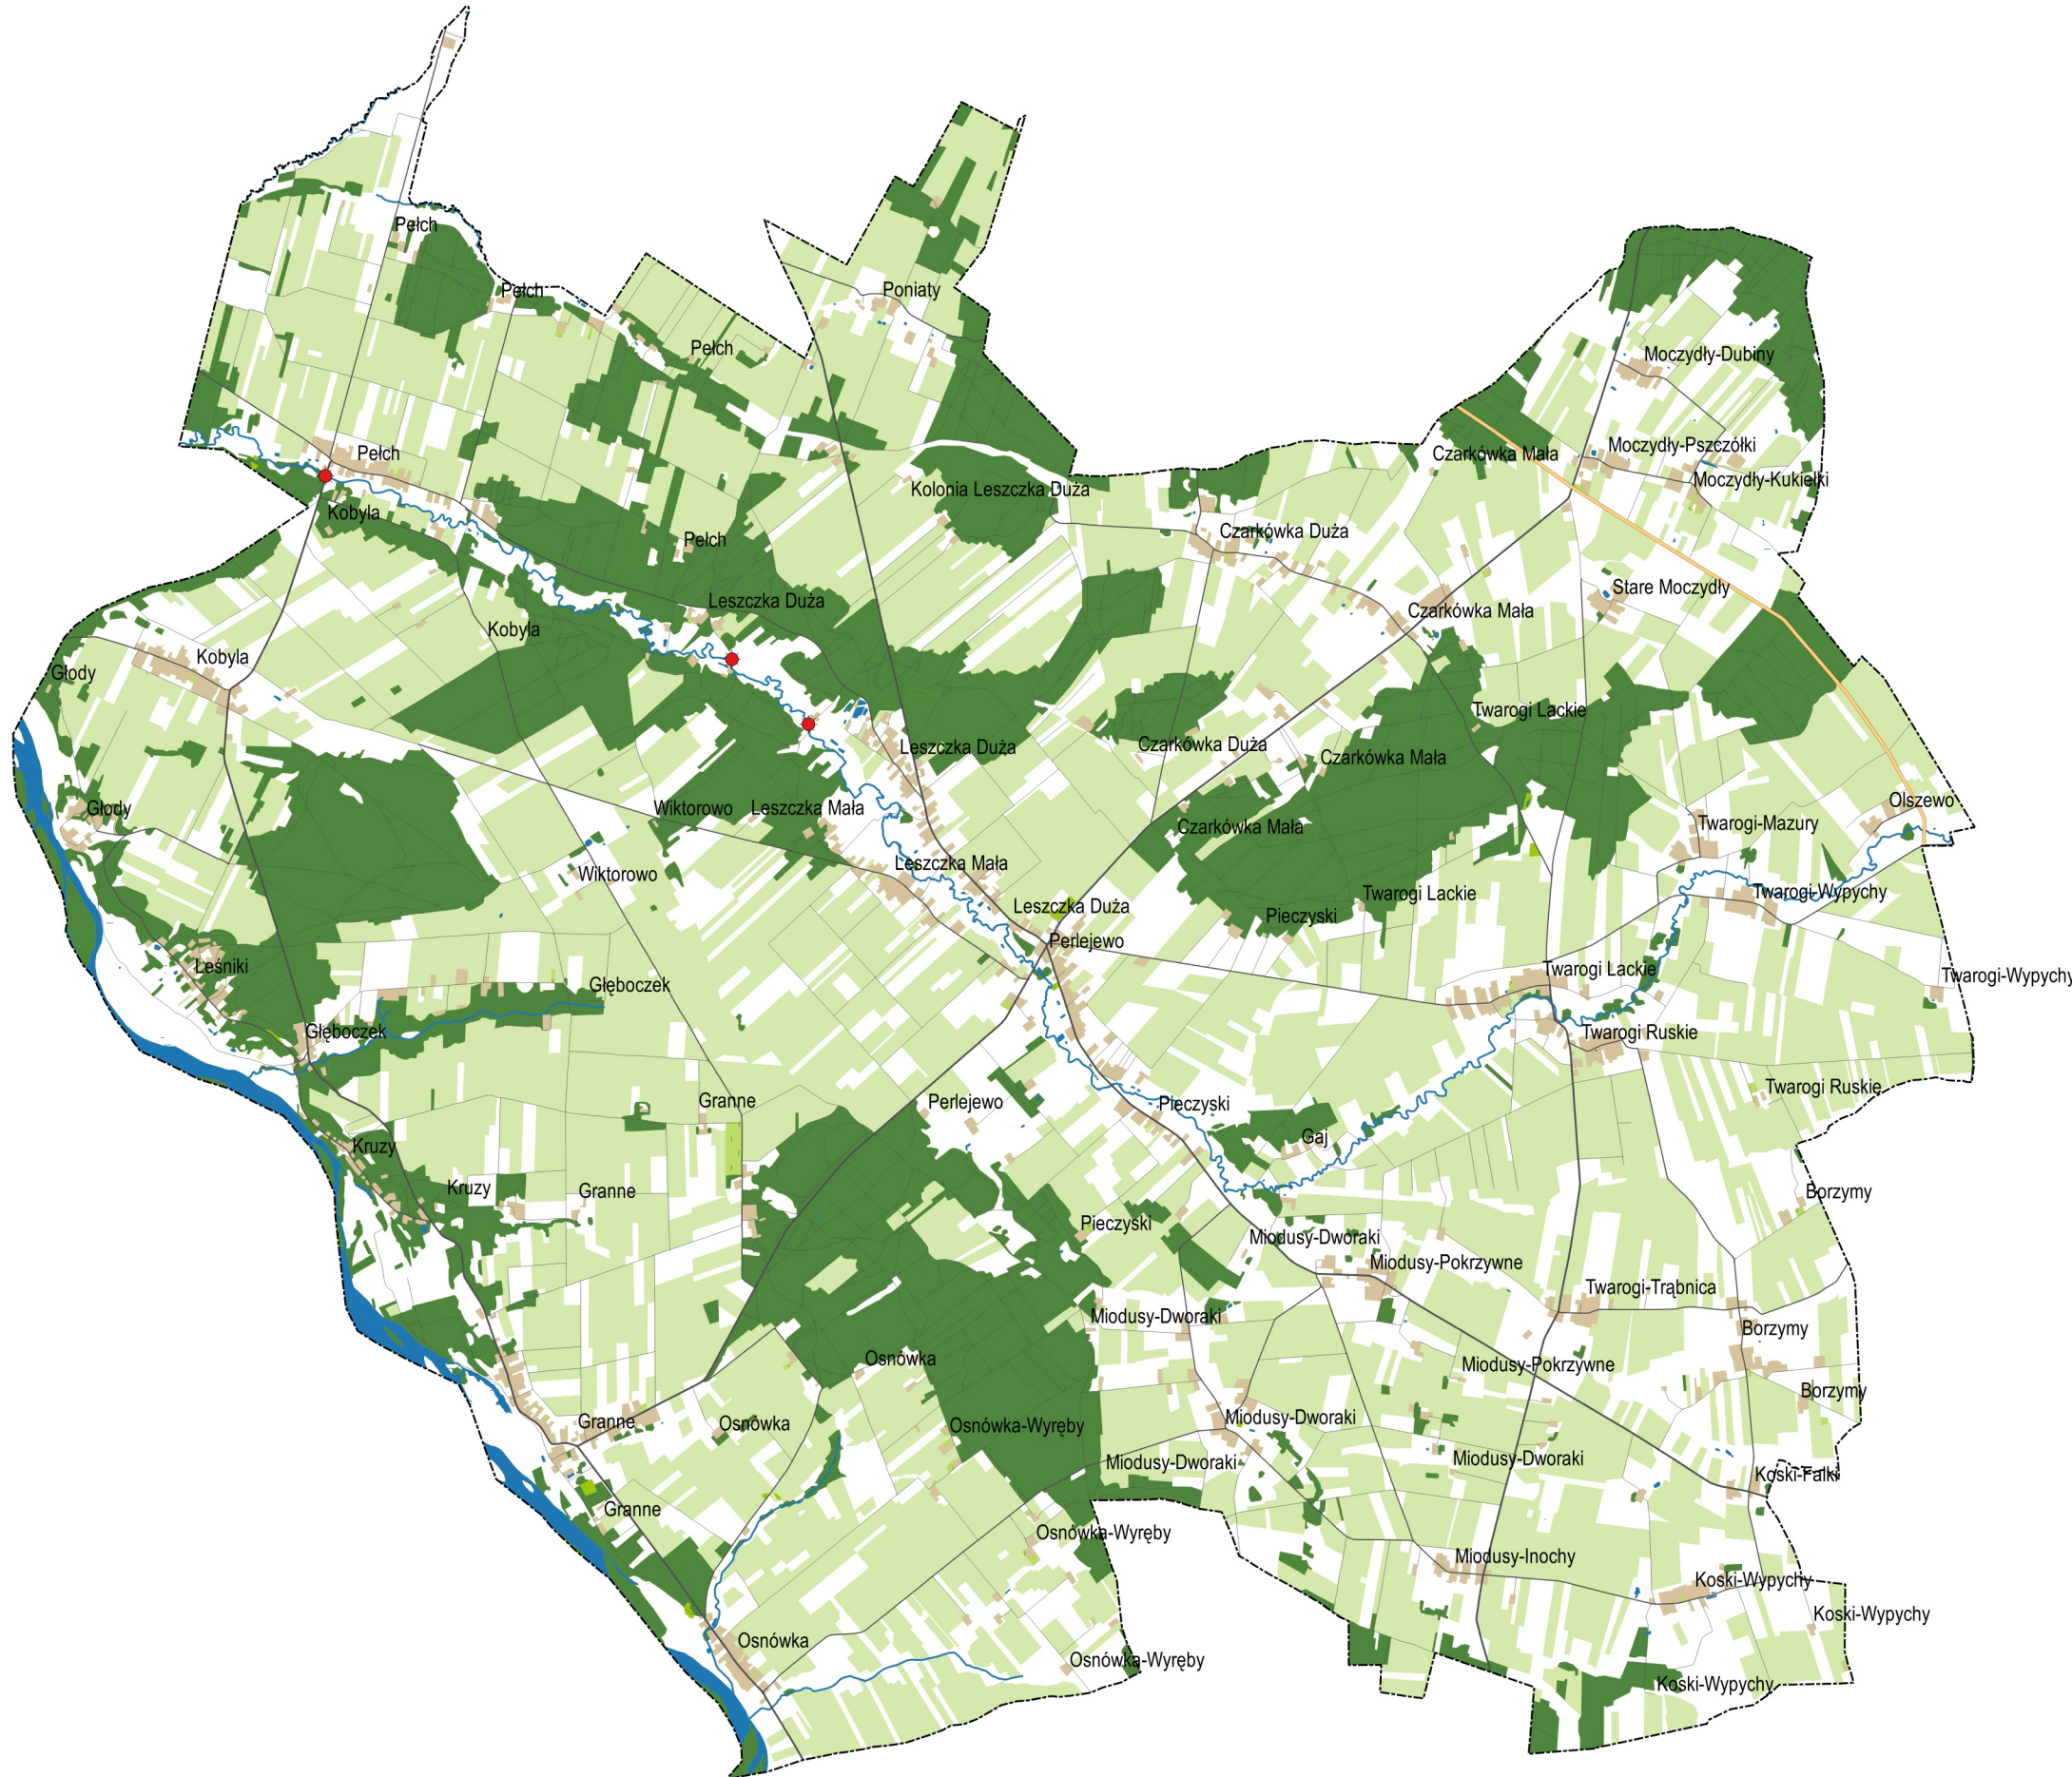 Pełch
Pełch
Poniaty
Pełch
Moczydły-Dubiny
Pełch
Czarkówka Mała
Moczydły-Pszczółki
Moczydły-Kukiełki
Kolonia Leszczka Duża
Kobyla
Czarkówka Duża
Pełch
Stare Moczydły
Leszczka Duża
Czarkówka Mała
Kobyla
Kobyla
Głody
Twarogi Lackie
Leszczka Duża
Czarkówka Duża
Czarkówka Mała
Olszewo
Głody
Wiktorowo
Leszczka Mała
Twarogi-Mazury
Czarkówka Mała
Leszczka Mała
Wiktorowo
Twarogi Lackie
Twarogi-Wypychy
Leszczka Duża
Pieczyski
Perlejewo
Leśniki
Twarogi Lackie
Twarogi-Wypychy
Głęboczek
Głęboczek
Twarogi Ruskie
Twarogi Ruskie
Granne
Perlejewo
Pieczyski
Gaj
Kruzy
Kruzy
Granne
Borzymy
Pieczyski
Miodusy-Dworaki
Miodusy-Pokrzywne
Twarogi-Trąbnica
Miodusy-Dworaki
Borzymy
Osnówka
Miodusy-Pokrzywne
Borzymy
Granne
Osnówka
Osnówka-Wyręby
Miodusy-Dworaki
Miodusy-Dworaki
Miodusy-Dworaki
Koski-Falki
Granne
Osnówka-Wyręby
Miodusy-Inochy
Koski-Wypychy
Koski-Wypychy
Osnówka
Osnówka-Wyręby
Koski-Wypychy